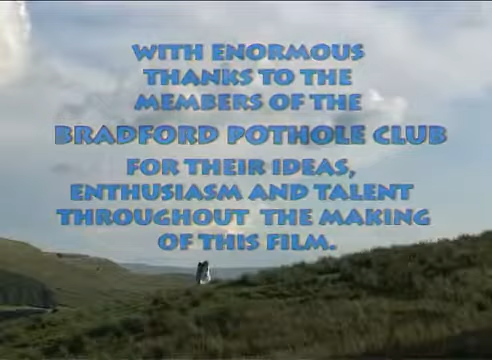 WITH ENORMOUS
THANKS TO THE
MEMBERS OF THE
BRADFORD POTHOLE CLUB
FOR THEIR IDEAS,
ENTHUSIASM AND TALENT
THROUGHOUT THE MAKING
OF THIS FILM.